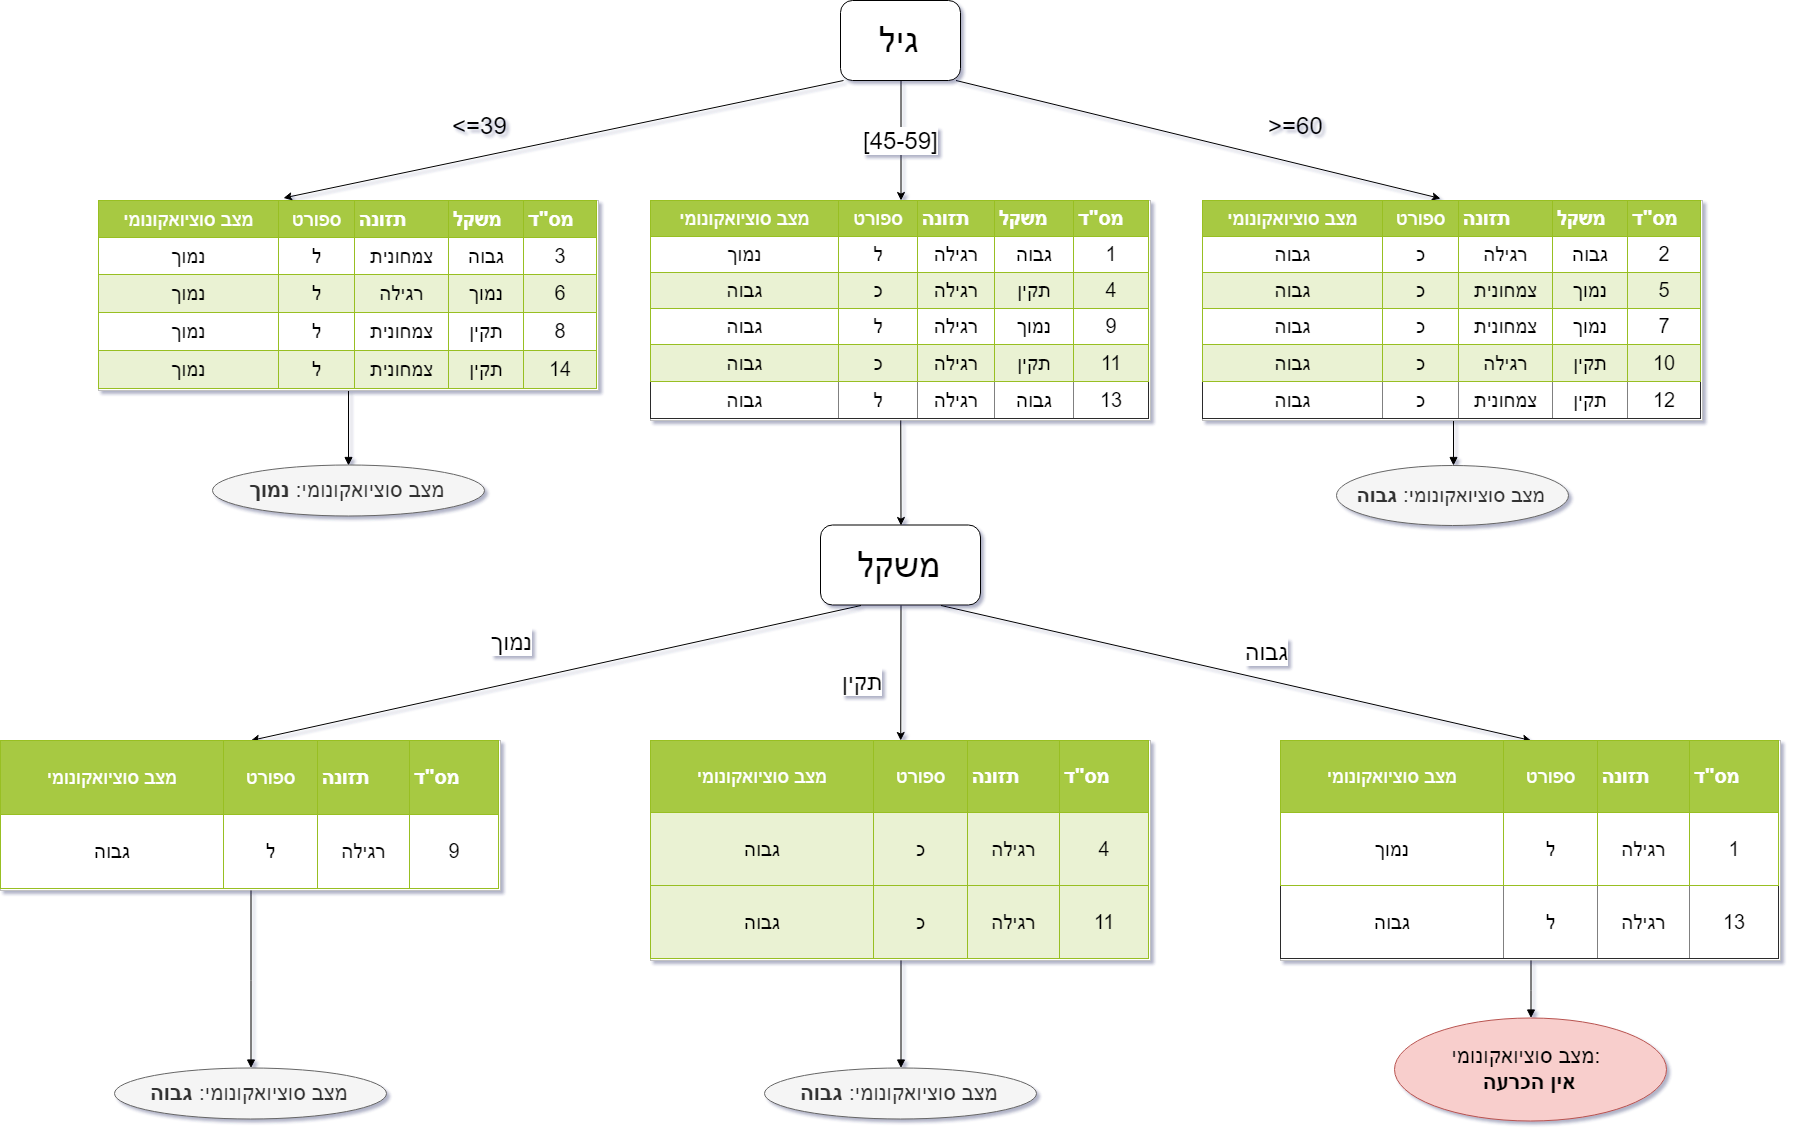 גיל
<=39
[45-59]
>=60
מס"ד משקל תזונה ספורט מצב סוציואקונומי
3 גבוה צמחונית ל נמוך
6 נמוך רגילה ל נמוך
8 תקין צמחונית ל נמוך
14 תקין צמחונית ל נמוך
מצב סוציואקונומי: נמוך
מס"ד משקל תזונה ספורט מצב סוציואקונומי
1 גבוה רגילה ל נמוך
4 תקין רגילה כ גבוה
9 נמוך רגילה ל גבוה
11 תקין רגילה כ גבוה
13 גבוה רגילה ל גבוה
מס"ד משקל תזונה ספורט מצב סוציואקונומי
2 גבוה רגילה כ גבוה
5 נמוך צמחונית כ גבוה
7 נמוך צמחונית כ גבוה
10 תקין רגילה כ גבוה
12 תקין צמחונית כ גבוה
מצב סוציואקונומי: גבוה
משקל
נמוך
תקין
גבוה
מס"ד תזונה ספורט מצב סוציואקונומי
9 רגילה ל גבוה
מצב סוציואקונומי: גבוה
מס"ד תזונה ספורט מצב סוציואקונומי
4 רגילה כ גבוה
11 רגילה כ גבוה
מצב סוציואקונומי: גבוה
מס"ד תזונה ספורט מצב סוציואקונומי
1 רגילה ל נמוך
13 רגילה ל גבוה
מצב סוציואקונומי:
אין הכרעה